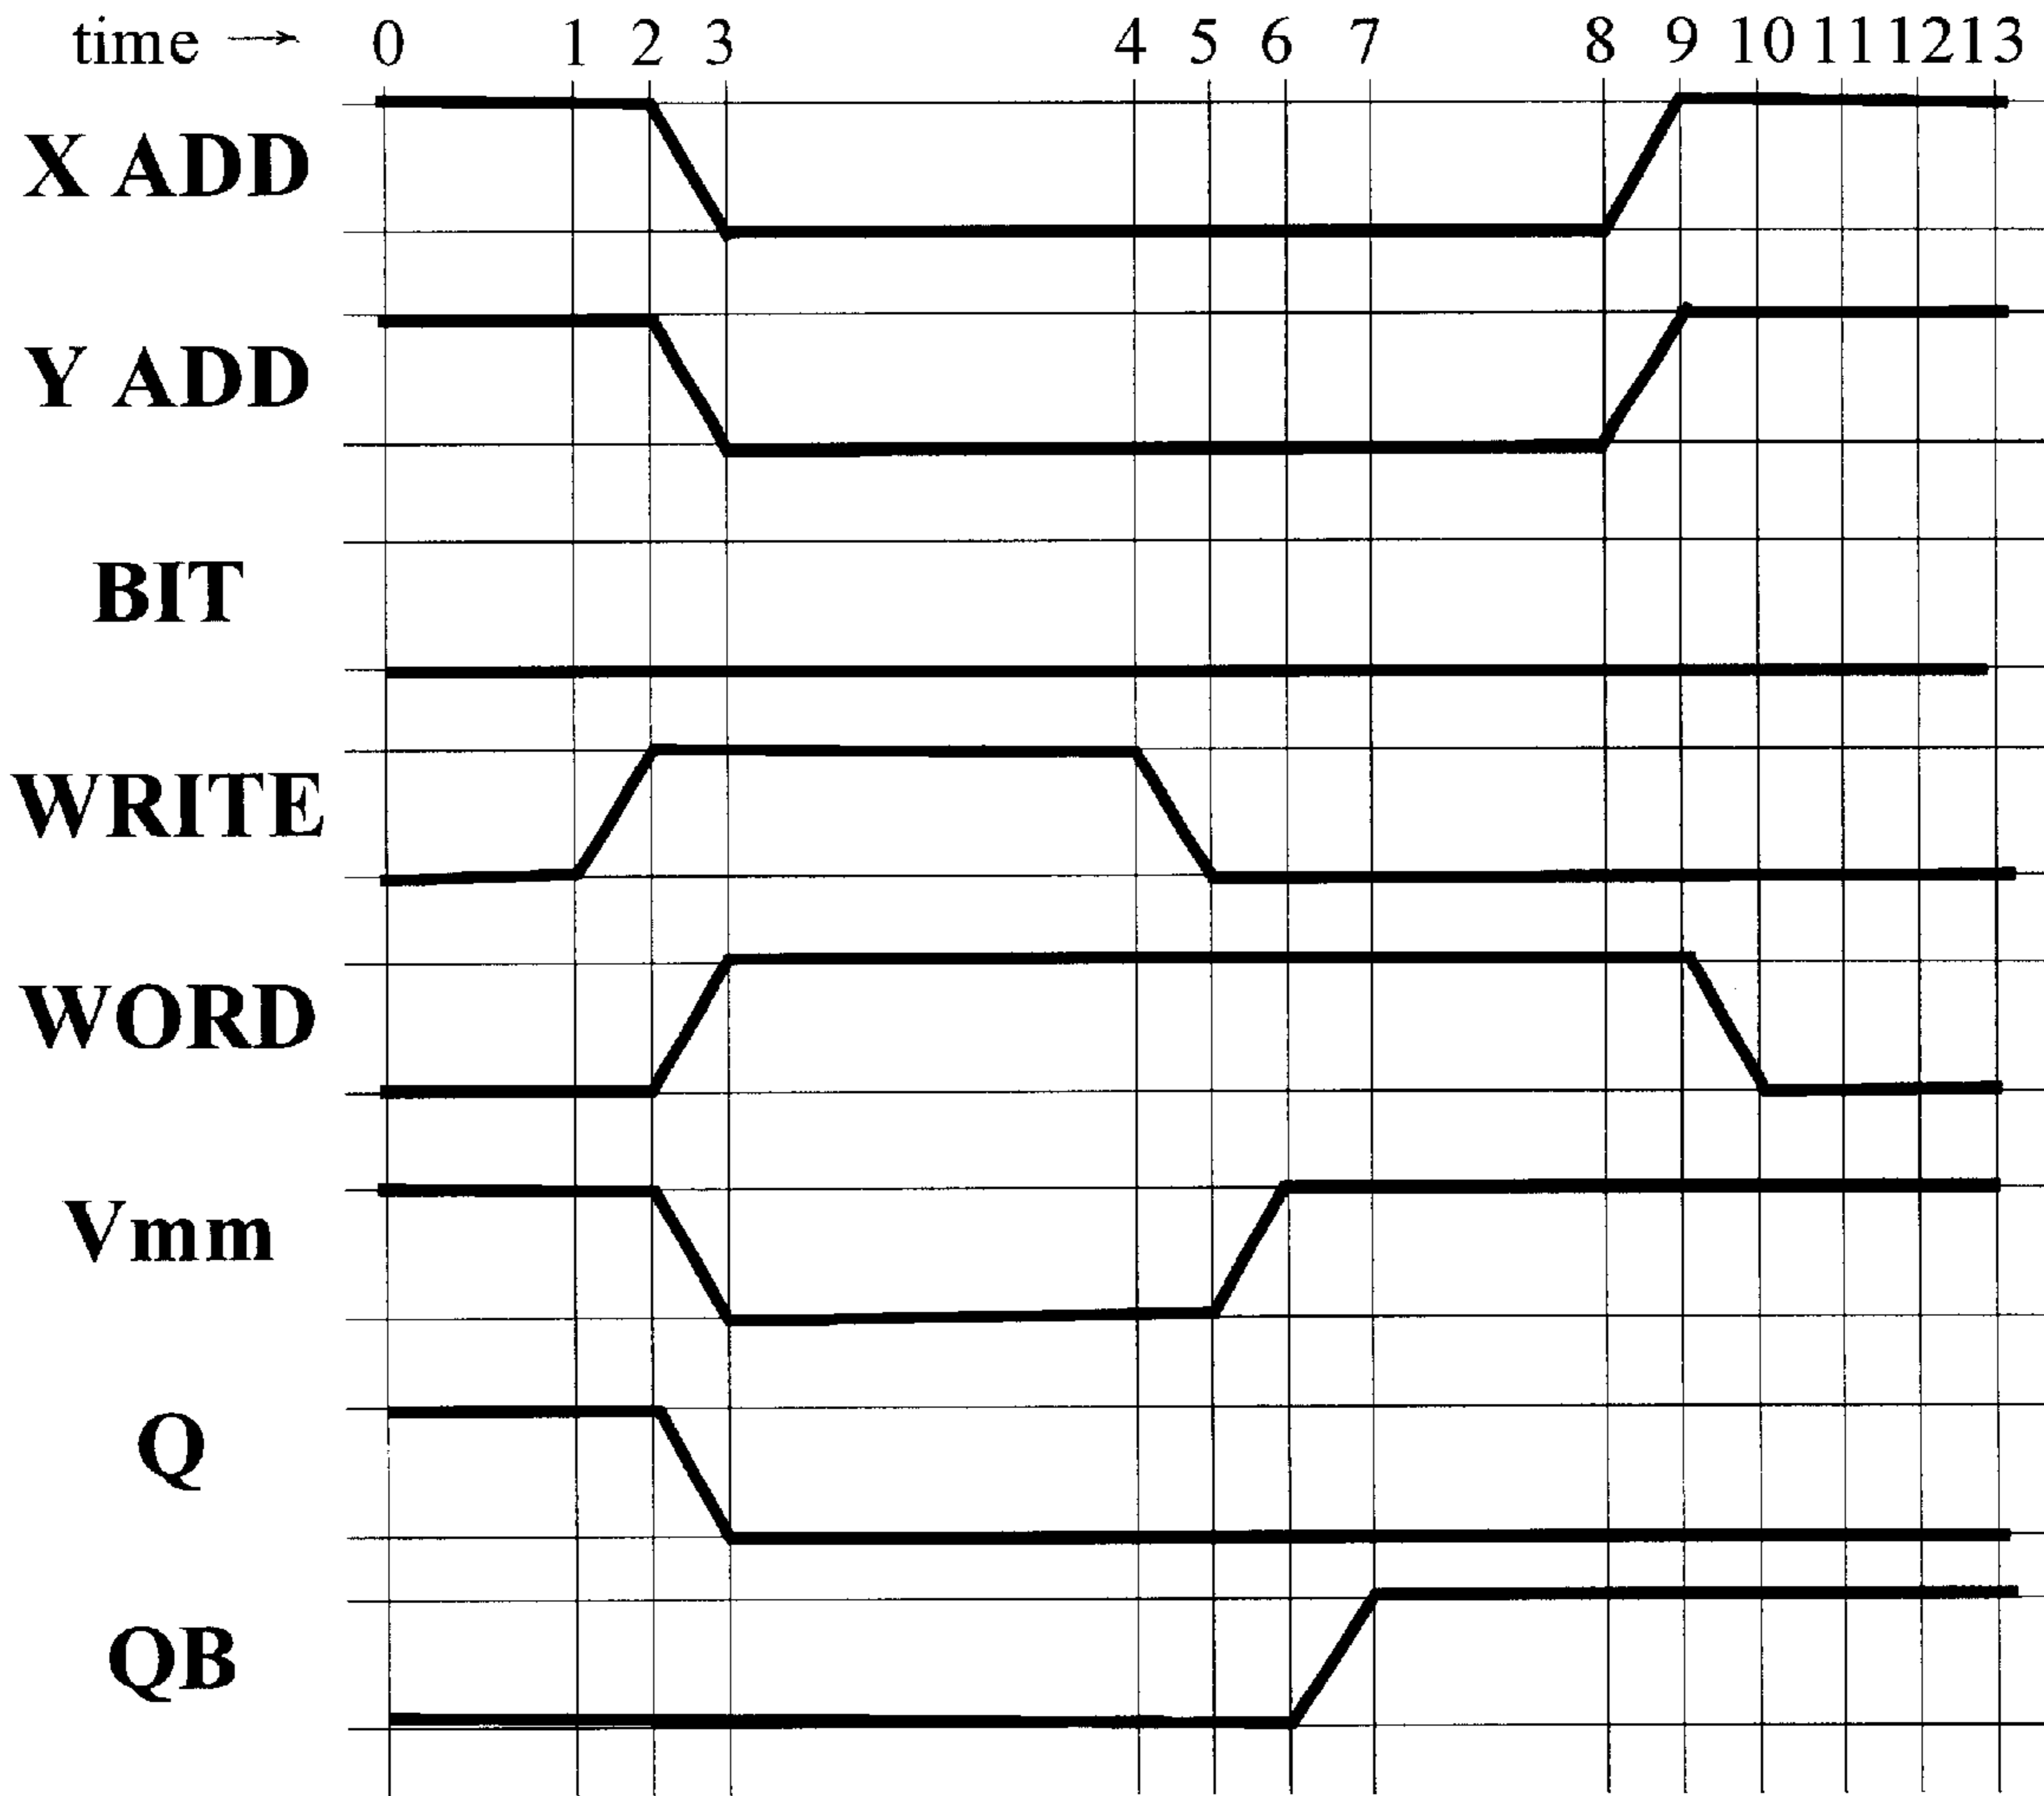 time → 0 1 2 3 4 5 6 7 8 9 10 11 12 13
X ADD
Y ADD
BIT
WRITE
WORD
Vmm
Q
QB